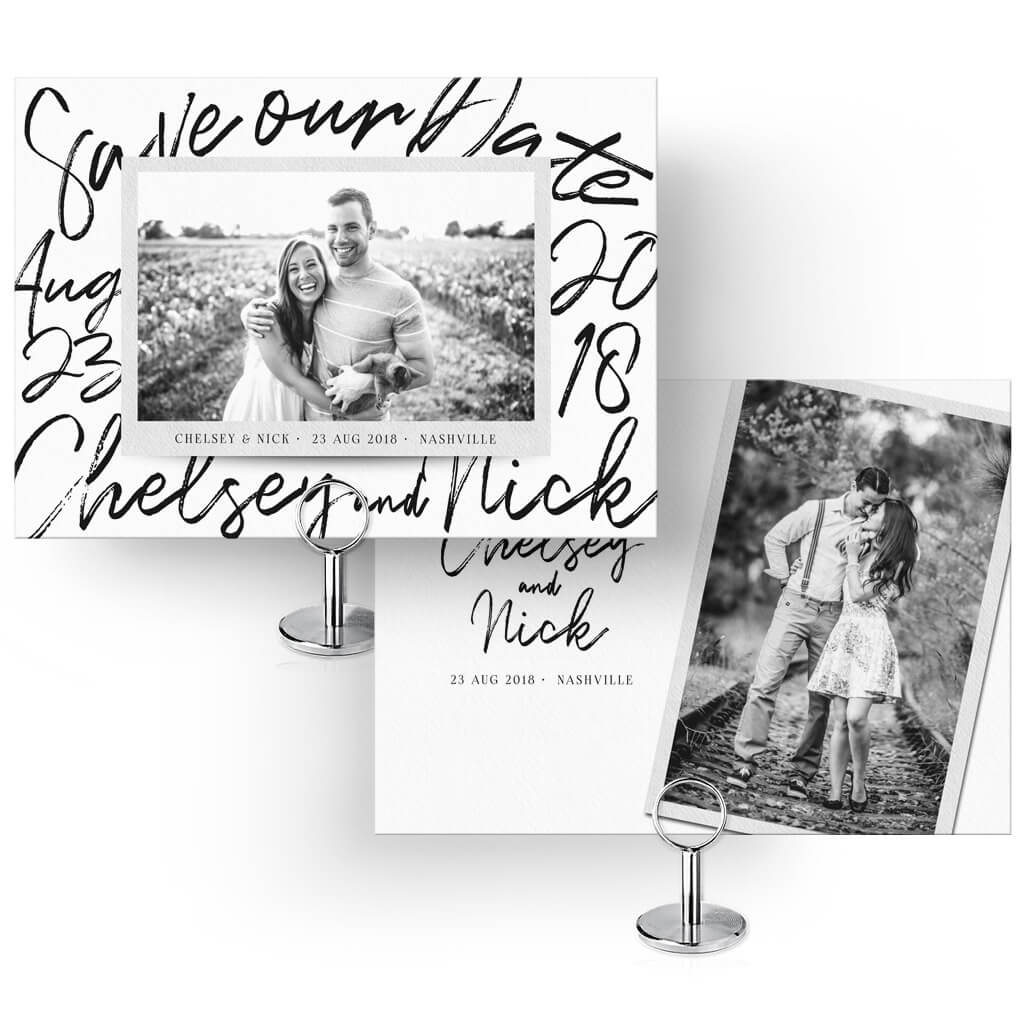 Save our Date
Aug 20
23 18
CHELSEY & NICK · 23 AUG 2018 · NASHVILLE
Chelsey and Nick
Chelsey
and
Nick
23 AUG 2018 · NASHVILLE